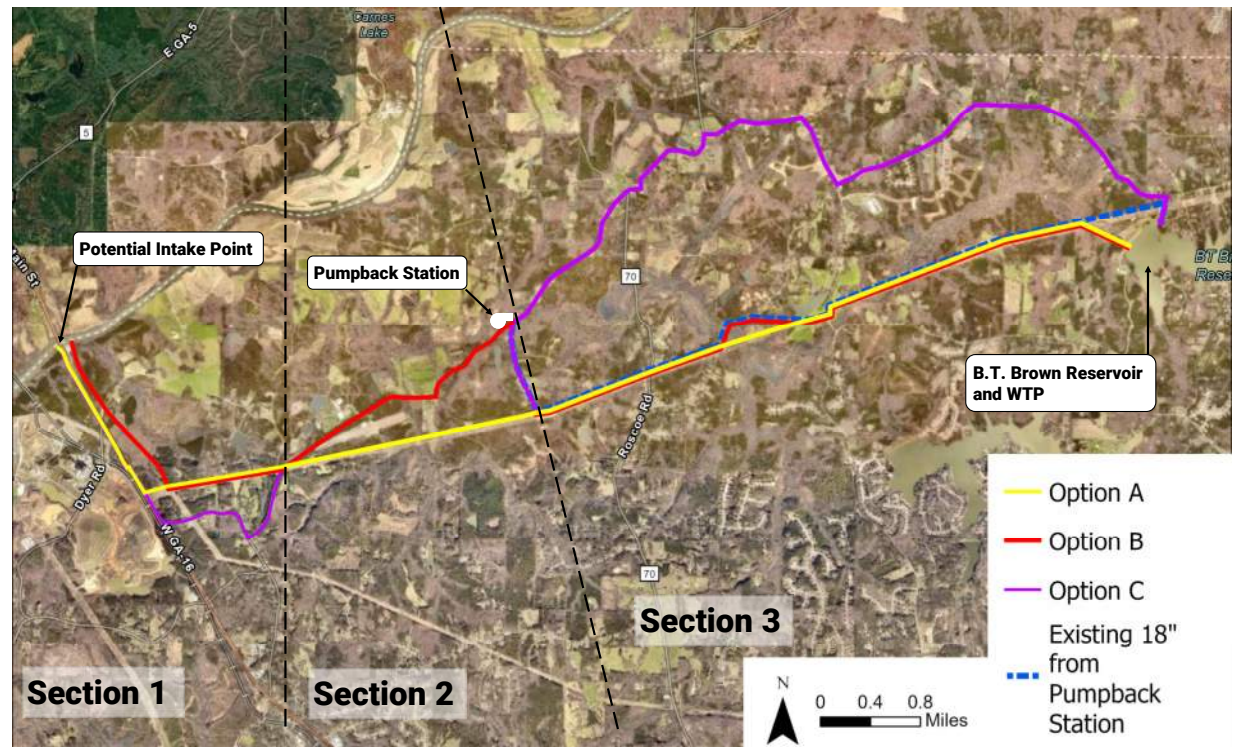 Carnes
Lake
E GA-5
5
Main St
Potential Intake Point
Pumpback Station
70
BT B
Rese
B.T. Brown Reservoir
and WTP
Dyer Rd
Roscoe Rd
W GA-16
70
Option A
Option B
Option C
Existing 18"
from
Pumpback
Station
Section 1
Section 2
Section 3
N
0 0.4 0.8
Miles